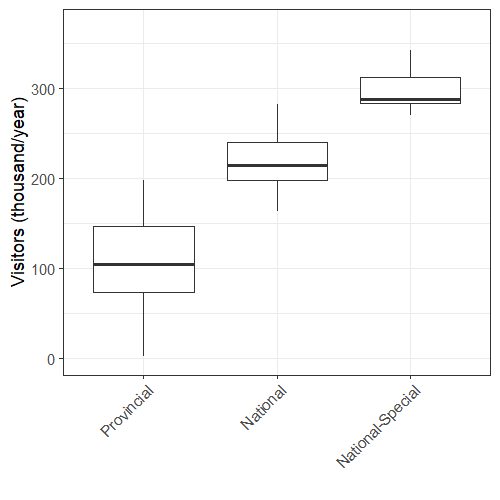 Visitors (thousand/year)
300
200
100
0
Provincial
National
National-Special